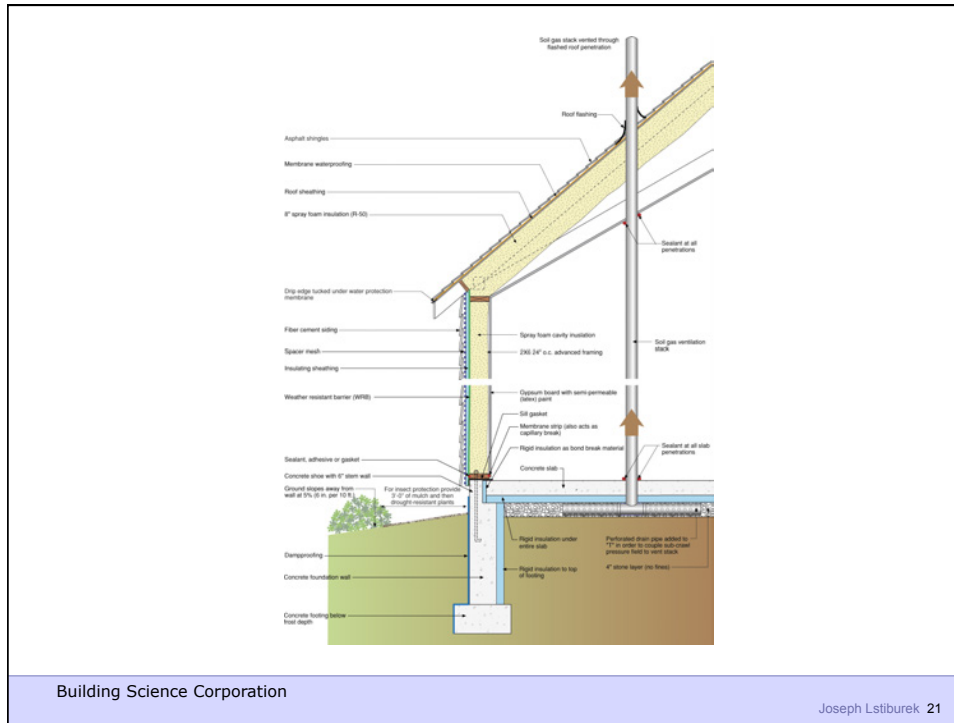 Soil gas stack vented through
flashed roof penetration
Roof flashing
Asphalt shingles
Membrane waterproofing
Roof sheathing
8" spray foam insulation (R-50)
Sealant at all
penetrations
Drip edge tucked under water protection
membrane
Fiber cement siding
Spray foam cavity inuslation
Soil gas ventilation
stack
Spacer mesh
2X6 24" o.c. advanced framing
Insulating sheathing
Weather resistant barrier (WRB)
Gypsum board with semi-permeable
(latex) paint
Sill gasket
Membrane strip (also acts as
capillary break)
Rigid insulation as bond break material
Sealant at all slab
penetrations
Sealant, adhesive or gasket
Concrete slab
Concrete shoe with 6" stem wall
Ground slopes away from
wall at 5% (6 in. per 10 ft.)
For insect protection provide
3'-0" of mulch and then
drought-resistant plants
Rigid insulation under
entire slab
Perforated drain pipe added to
"T" in order to couple sub-crawl
pressure field to vent stack
Dampproofing
Rigid insulation to top
of footing
4" stone layer (no fines)
Concrete foundation wall
Concrete footing below
frost depth
Building Science Corporation
Joseph Lstiburek 21